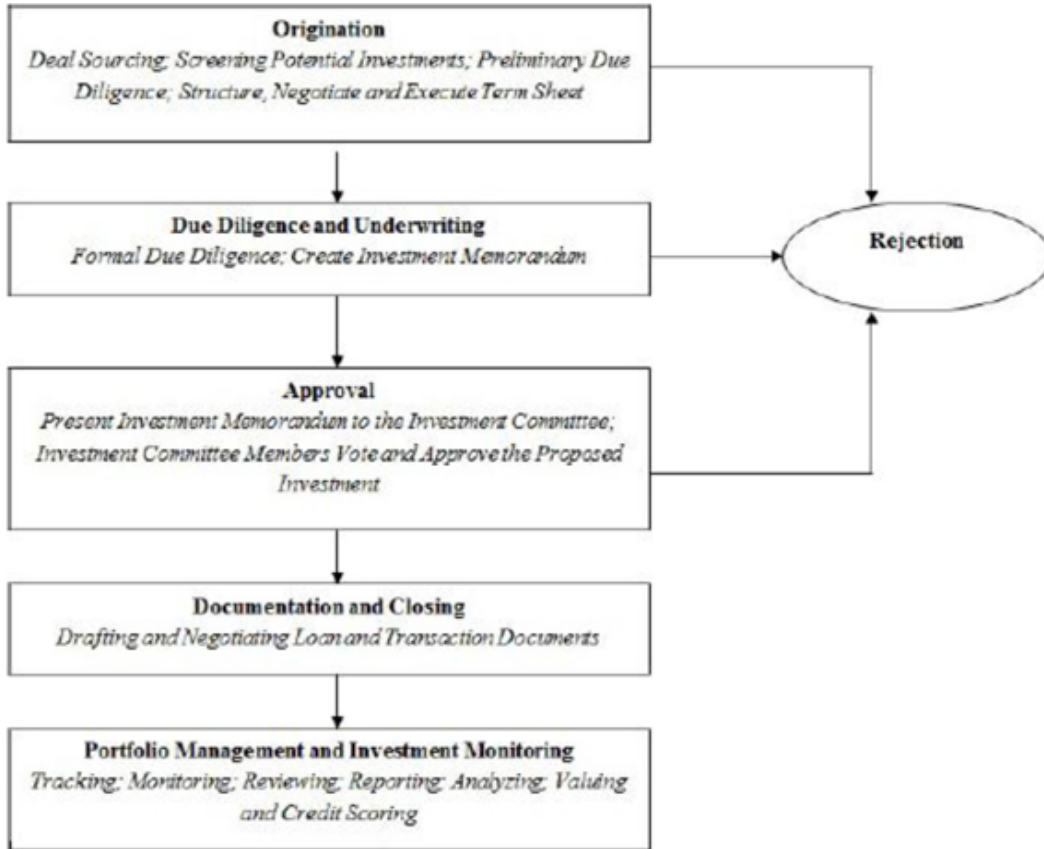 Origination
Deal Sourcing; Screening Potential Investments; Preliminary Due
Diligence; Structure, Negotiate and Execute Term Sheet
Due Diligence and Underwriting
Formal Due Diligence; Create Investment Memorandum
Rejection
Approval
Present Investment Memorandum to the Investment Committee;
Investment Committee Members Vote and Approve the Proposed
Investment
Documentation and Closing
Drafting and Negotiating Loan and Transaction Documents
Portfolio Management and Investment Monitoring
Tracking; Monitoring; Reviewing; Reporting; Analyzing; Valuing
and Credit Scoring